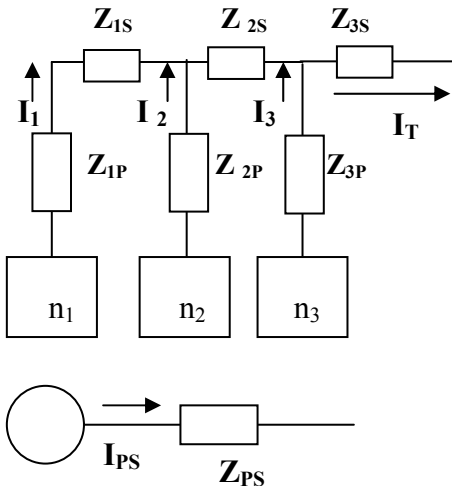 Z1S Z 2S Z3S
I1 I 2 I3 IT
Z1P Z 2P Z3P
n1 n2 n3
IPS
ZPS